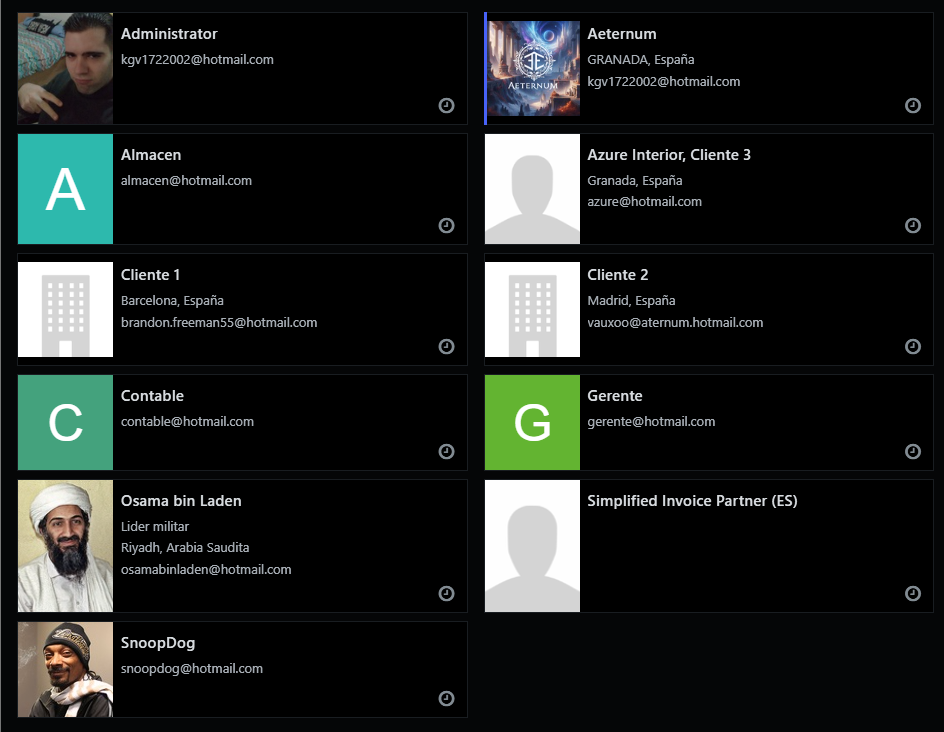 Administrator
kgv1722002@hotmail.com
Aeternum
GRANADA, España
kgv1722002@hotmail.com
AETERNUM
A
Almacen
almacen@hotmail.com
Azure Interior, Cliente 3
Granada, España
azure@hotmail.com
Cliente 1
Barcelona, España
brandon.freeman55@hotmail.com
Cliente 2
Madrid, España
vauxoo@aternum.hotmail.com
C
Contable
contable@hotmail.com
G
Gerente
gerente@hotmail.com
Osama bin Laden
Lider militar
Riyadh, Arabia Saudita
osamabinladen@hotmail.com
Simplified Invoice Partner (ES)
SnoopDog
snoopdog@hotmail.com